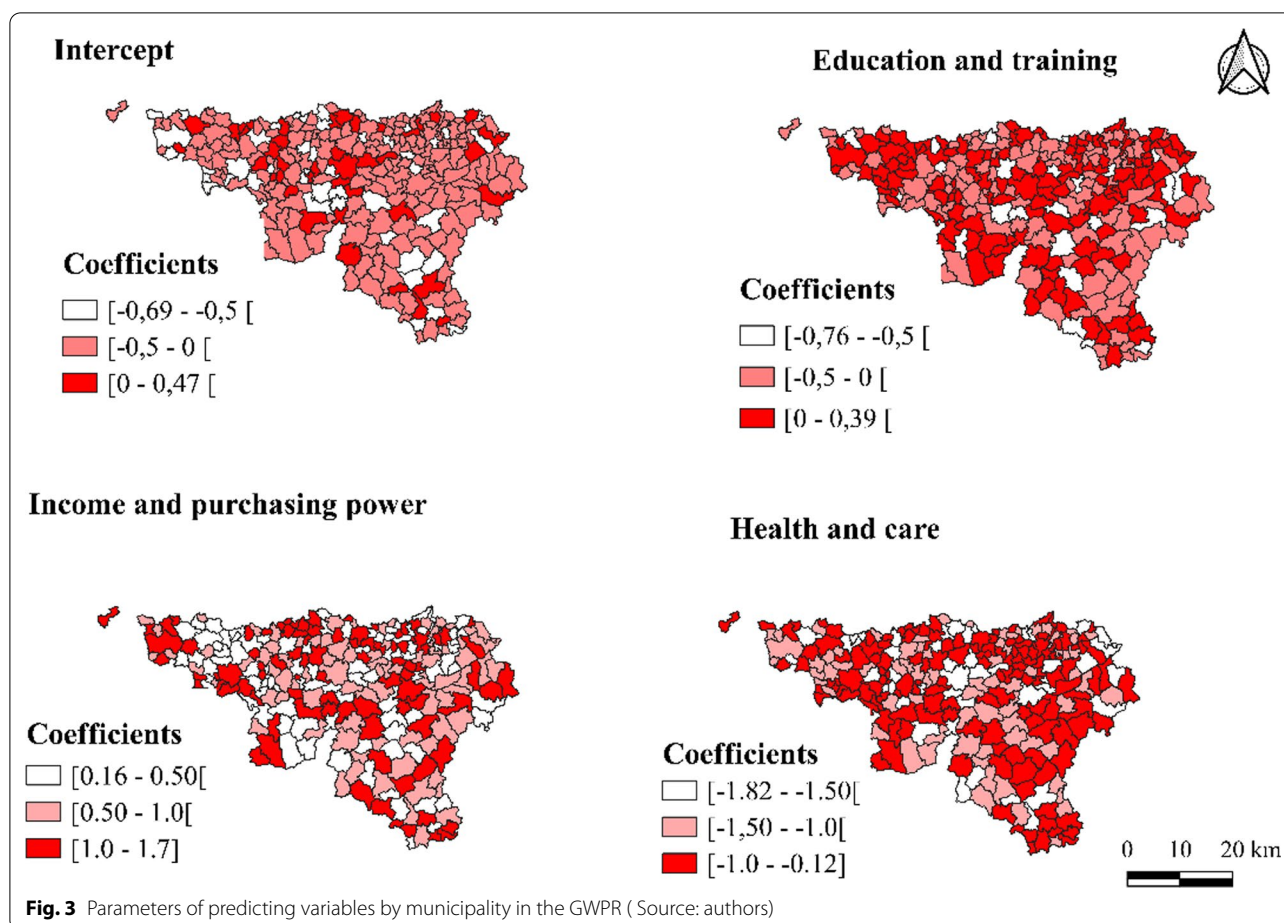 Intercept
Education and training
Coefficients
[-0,69 - -0,5 [
[-0,5 - 0 [
[0 - 0,47 [
Coefficients
[-0,76 - -0,5 [
[-0,5 - 0 [
[0 - 0,39 [
Income and purchasing power
Health and care
Coefficients
[0.16 - 0.50[
[0.50 - 1.0[
[1.0 - 1.7]
Coefficients
[-1.82 - -1.50[
[-1,50 - -1.0[
[-1.0 - -0.12]
0 10 20 km
Fig. 3 Parameters of predicting variables by municipality in the GWPR ( Source: authors)